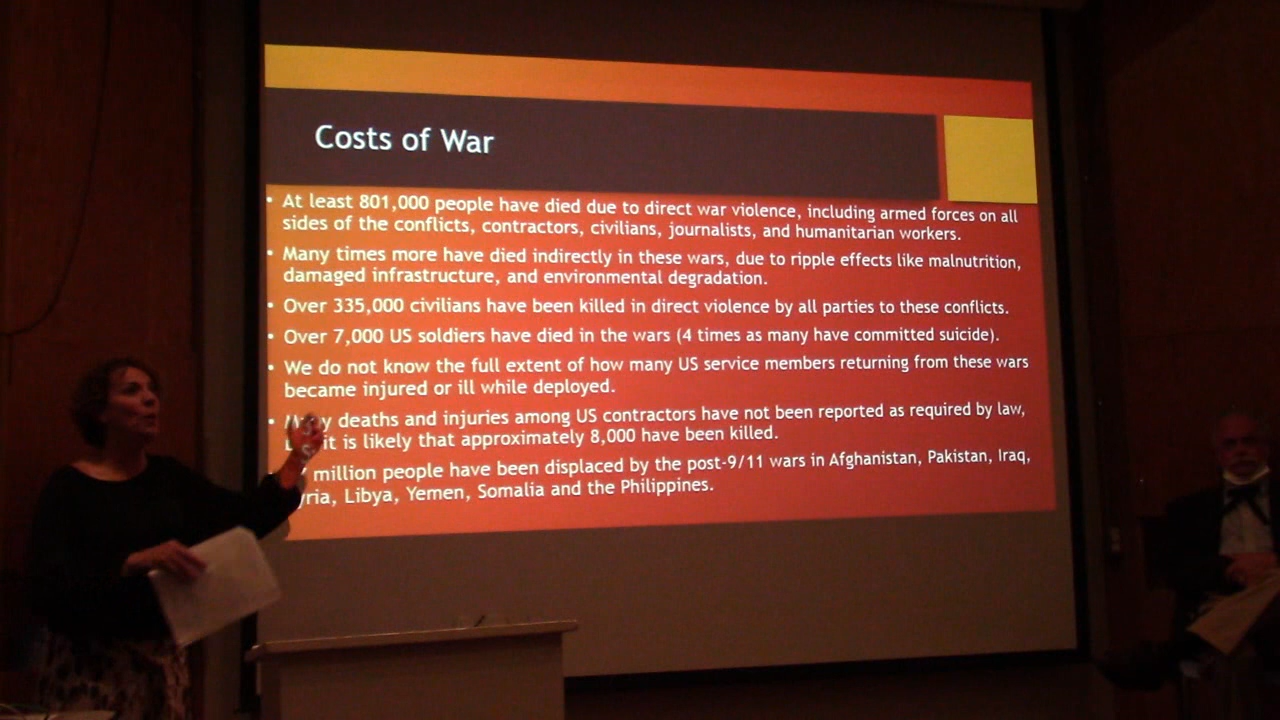 Costs of War
• At least 801,000 people have died due to direct war violence, including armed forces on all
sides of the conflicts, contractors, civilians, journalists, and humanitarian workers.
• Many times more have died indirectly in these wars, due to ripple effects like malnutrition,
damaged infrastructure, and environmental degradation.
• Over 335,000 civilians have been killed in direct violence by all parties to these conflicts.
• Over 7,000 US soldiers have died in the wars (4 times as many have committed suicide).
• We do not know the full extent of how many US service members returning from these wars
became injured or ill while deployed.
• Many deaths and injuries among US contractors have not been reported as required by law,
it is likely that approximately 8,000 have been killed.
million people have been displaced by the post-9/11 wars in Afghanistan, Pakistan, Iraq,
Syria, Libya, Yemen, Somalia and the Philippines.